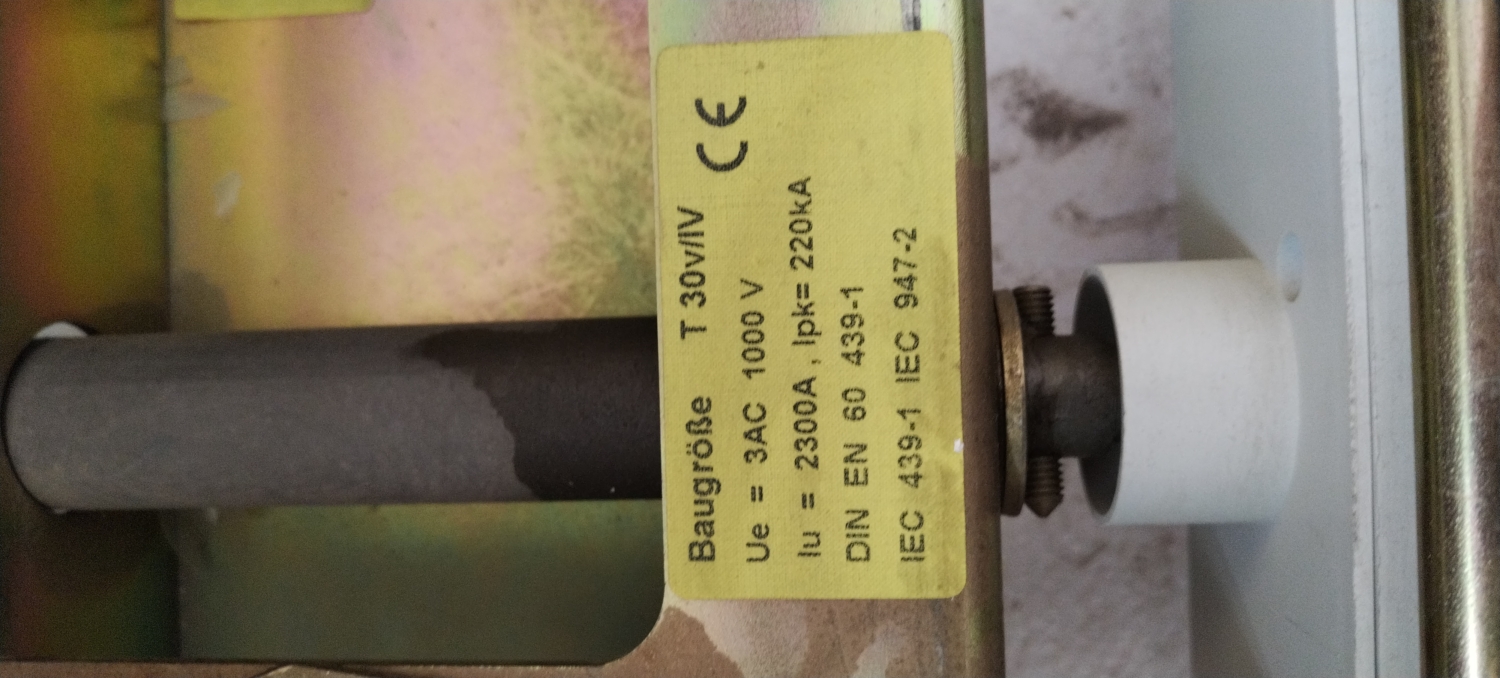 Baugröße T 30v/IV CE
Ue = 3AC 1000 V
Iu = 2300A , Ipk= 220kA
DIN EN 60 439-1
IEC 439-1 IEC 947-2